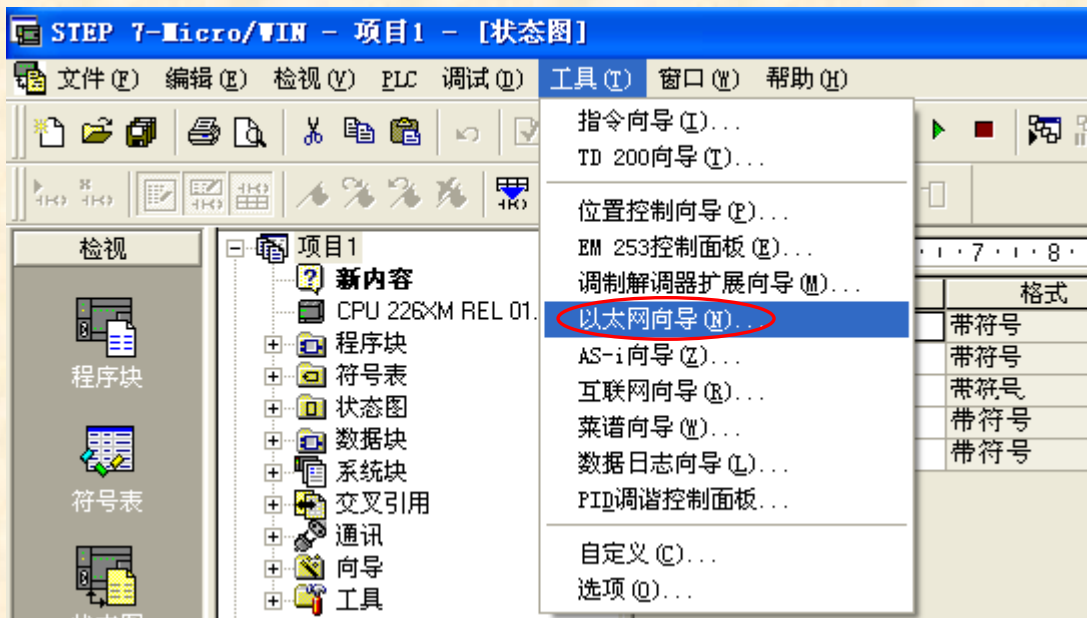 STEP 7-Micro/WIN - 项目1 - [状态图]
文件(F) 编辑(E) 检视(V) PLC 调试(D) 工具(T) 窗口(W) 帮助(H)
指令向导(I)...
TD 200向导(T)...
位置控制向导(P)...
EM 253控制面板(E)...
调制解调器扩展向导(M)...
以太网向导(N)...
AS-i向导(Z)...
互联网向导(R)...
菜谱向导(W)...
数据日志向导(L)...
PID调谐控制面板...
自定义(C)...
选项(O)...
检视
程序块
符号表
项目1
新内容
CPU 226XM REL 01.
程序块
符号表
状态图
数据块
系统块
交叉引用
通讯
向导
工具
7 8
格式
带符号
带符号
带符号
带符号
带符号